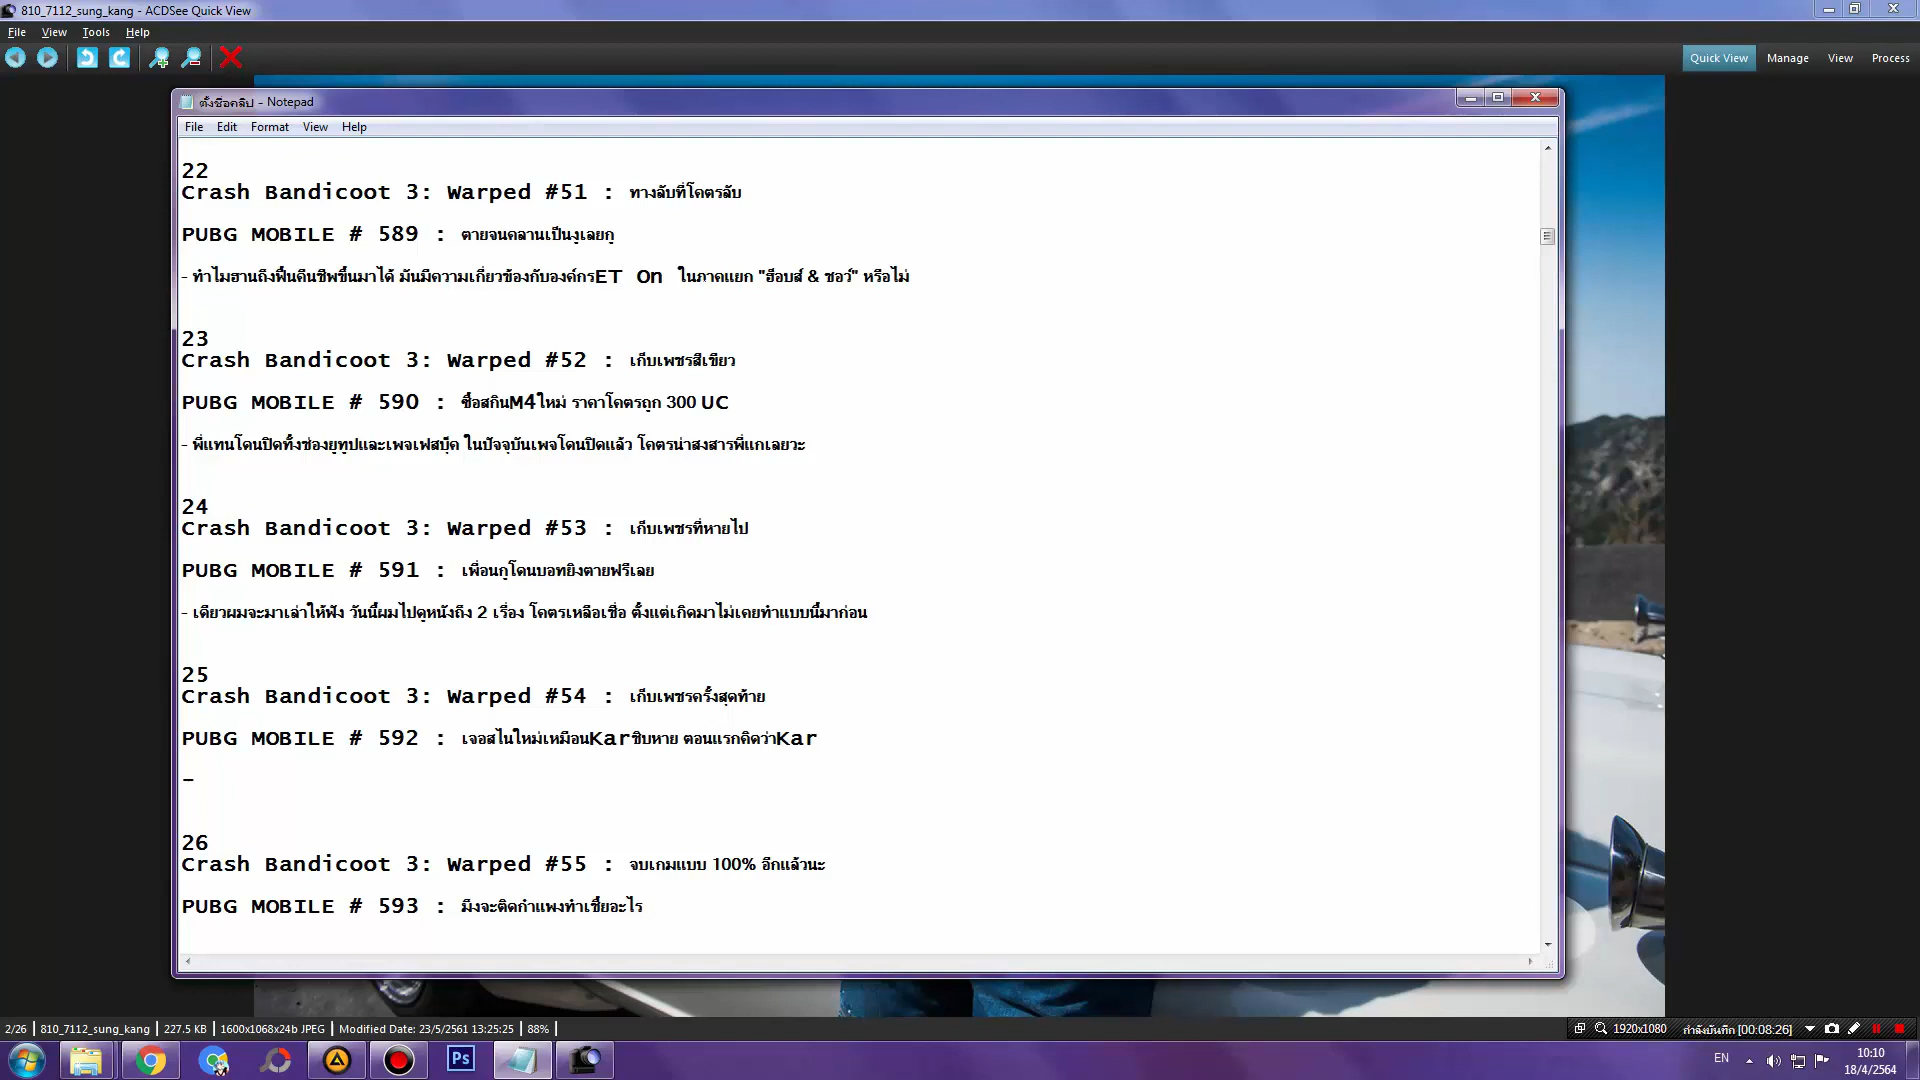 810_7112_sung_kang - ACDSee Quick View
File View Tools Help
Quick View Manage View Process
ตั้งชื่อคลิป - Notepad
File Edit Format View Help
22
Crash Bandicoot 3: Warped #51 : ทางลับที่โคตรลับ
PUBG MOBILE # 589 : ตายจนคลานเป็นงูเลยกู
- ทำไมฮานถึงฟื้นคืนชีพขึ้นมาได้ มันมีความเกี่ยวข้องกับองค์กรET On ในภาคแยก "ฮ็อบส์ & ชอว์" หรือไม่
23
Crash Bandicoot 3: Warped #52 : เก็บเพชรสีเขียว
PUBG MOBILE # 590 : ซื้อสกินM4ใหม่ ราคาโคตรถูก 300 UC
- พี่แทนโดนปิดทั้งช่องยูทูปและเพจเฟสบุ๊ค ในปัจจุบันเพจโดนปิดแล้ว โคตรน่าสงสารพี่แกเลยวะ
24
Crash Bandicoot 3: Warped #53 : เก็บเพชรที่หายไป
PUBG MOBILE # 591 : เพื่อนกูโดนบอทยิงตายฟรีเลย
- เดียวผมจะมาเล่าให้ฟัง วันนี้ผมไปดูหนังถึง 2 เรื่อง โคตรเหลือเชื่อ ตั้งแต่เกิดมาไม่เคยทำแบบนี้มาก่อน
25
Crash Bandicoot 3: Warped #54 : เก็บเพชรครั้งสุดท้าย
PUBG MOBILE # 592 : เจอสไนใหม่เหมือนKarชิบหาย ตอนแรกคิดว่าKar
-
26
Crash Bandicoot 3: Warped #55 : จบเกมแบบ 100% อีกแล้วนะ
PUBG MOBILE # 593 : มึงจะติดกำแพงทำเชี้ยอะไร
2/26 810_7112_sung_kang 227.5 KB 1600x1068x24b JPEG Modified Date: 23/5/2561 13:25:25 88%
1920x1080 กำลังบันทึก [00:08:26]
Ps
EN
10:10
18/4/2564